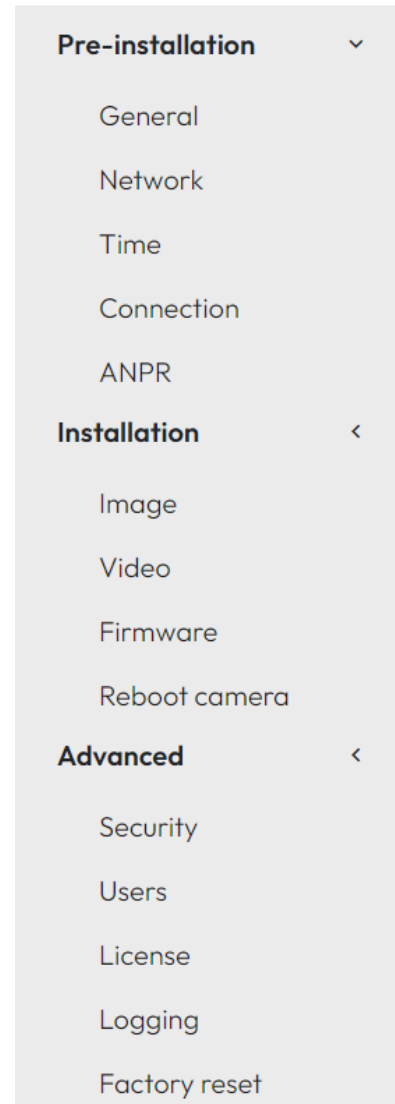 Pre-installation
General
Network
Time
Connection
ANPR
Installation
Image
Video
Firmware
Reboot camera
Advanced
Security
Users
License
Logging
Factory reset